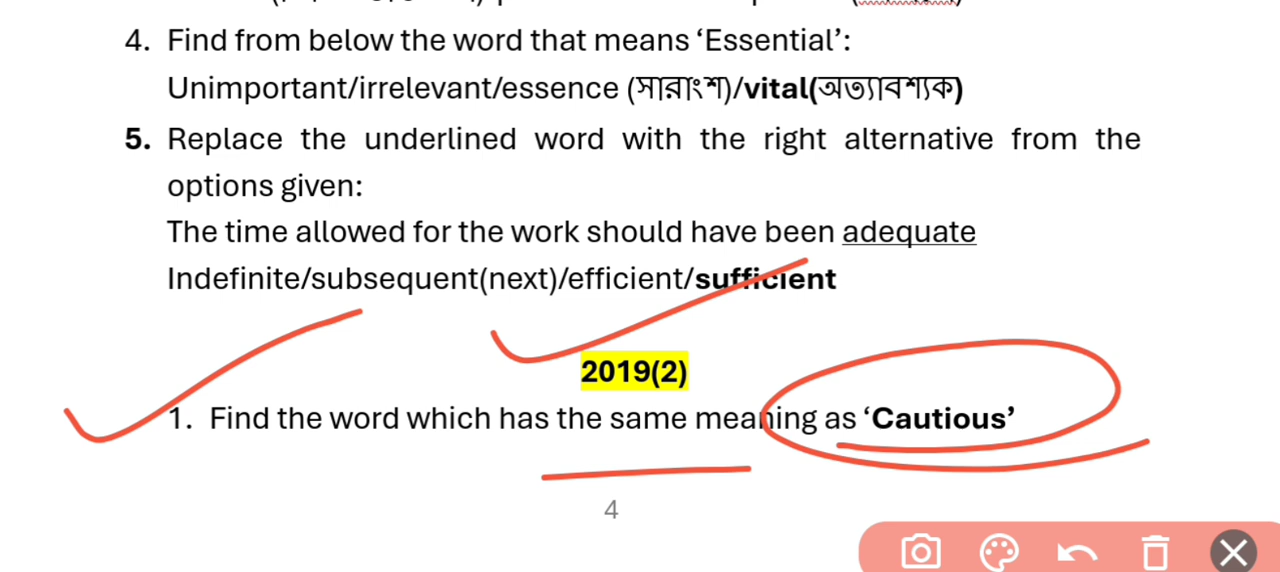 4. Find from below the word that means ‘Essential’:
Unimportant/irrelevant/essence (সারাংশ)/vital(অত্যাবশ্যক)
5. Replace the underlined word with the right alternative from the
options given:
The time allowed for the work should have been adequate
Indefinite/subsequent(next)/efficient/sufficient
2019(2)
1. Find the word which has the same meaning as ‘Cautious’
4